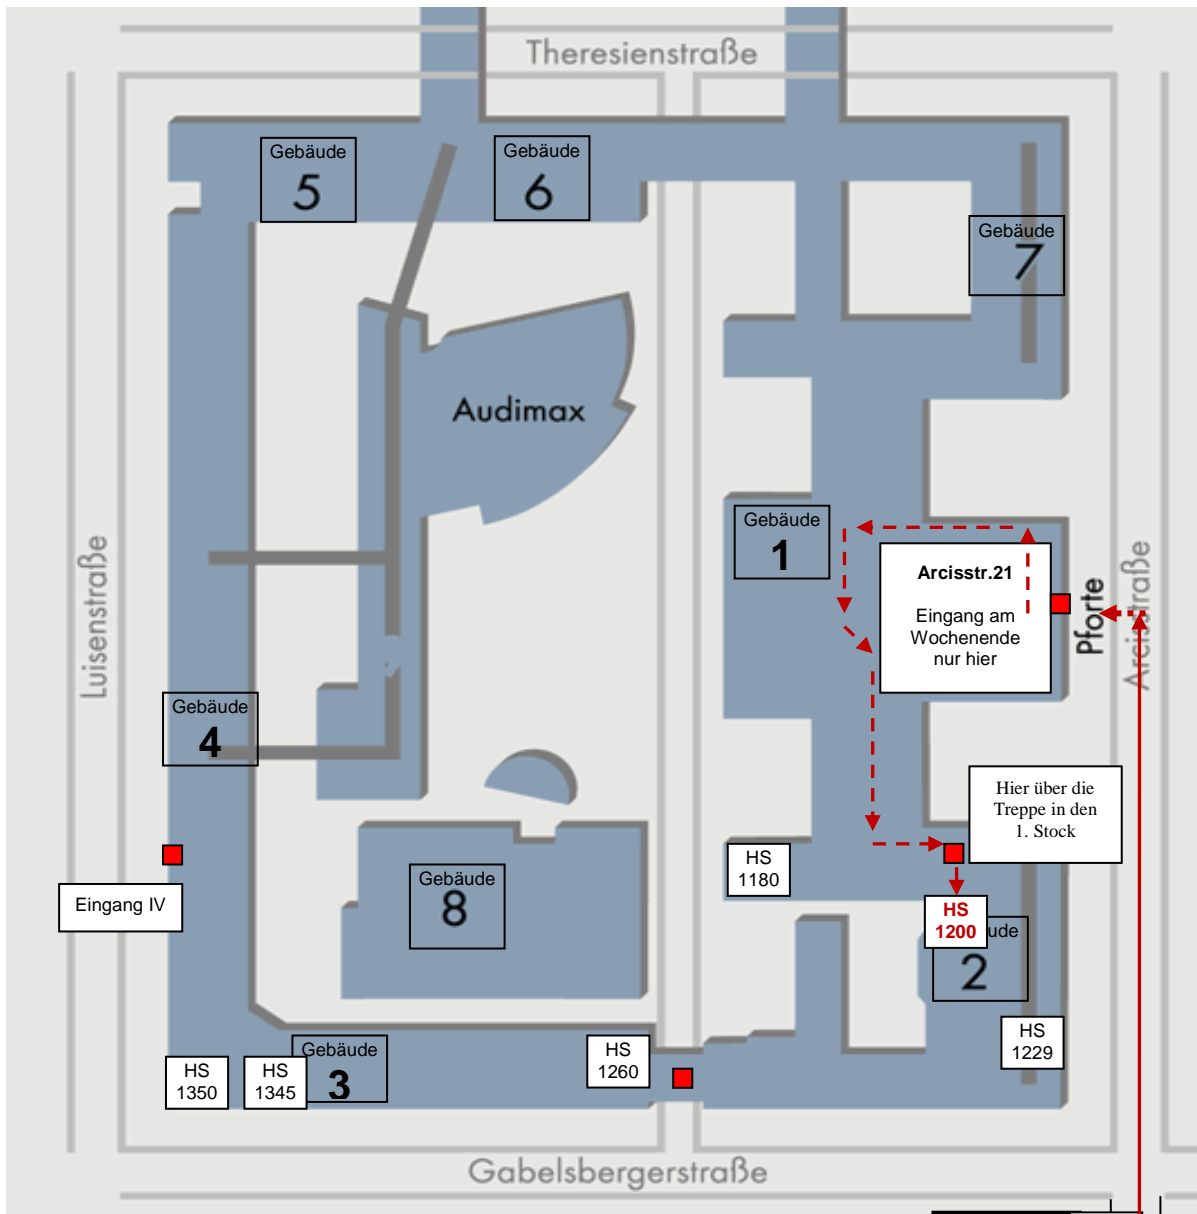 Theresienstraße
Gebäude
5
Gebäude
6
Gebäude
7
Audimax
Gebäude
1
Arcisstr.21
Eingang am
Wochenende
nur hier
Pforte
Arcisstraße
Luisenstraße
Gebäude
4
Hier über die
Treppe in den
1. Stock
HS
1180
Eingang IV
Gebäude
8
HS
1200
ude
2
HS
1229
HS
1260
Gebäude
3
HS
1350
HS
1345
Gabelsbergerstraße